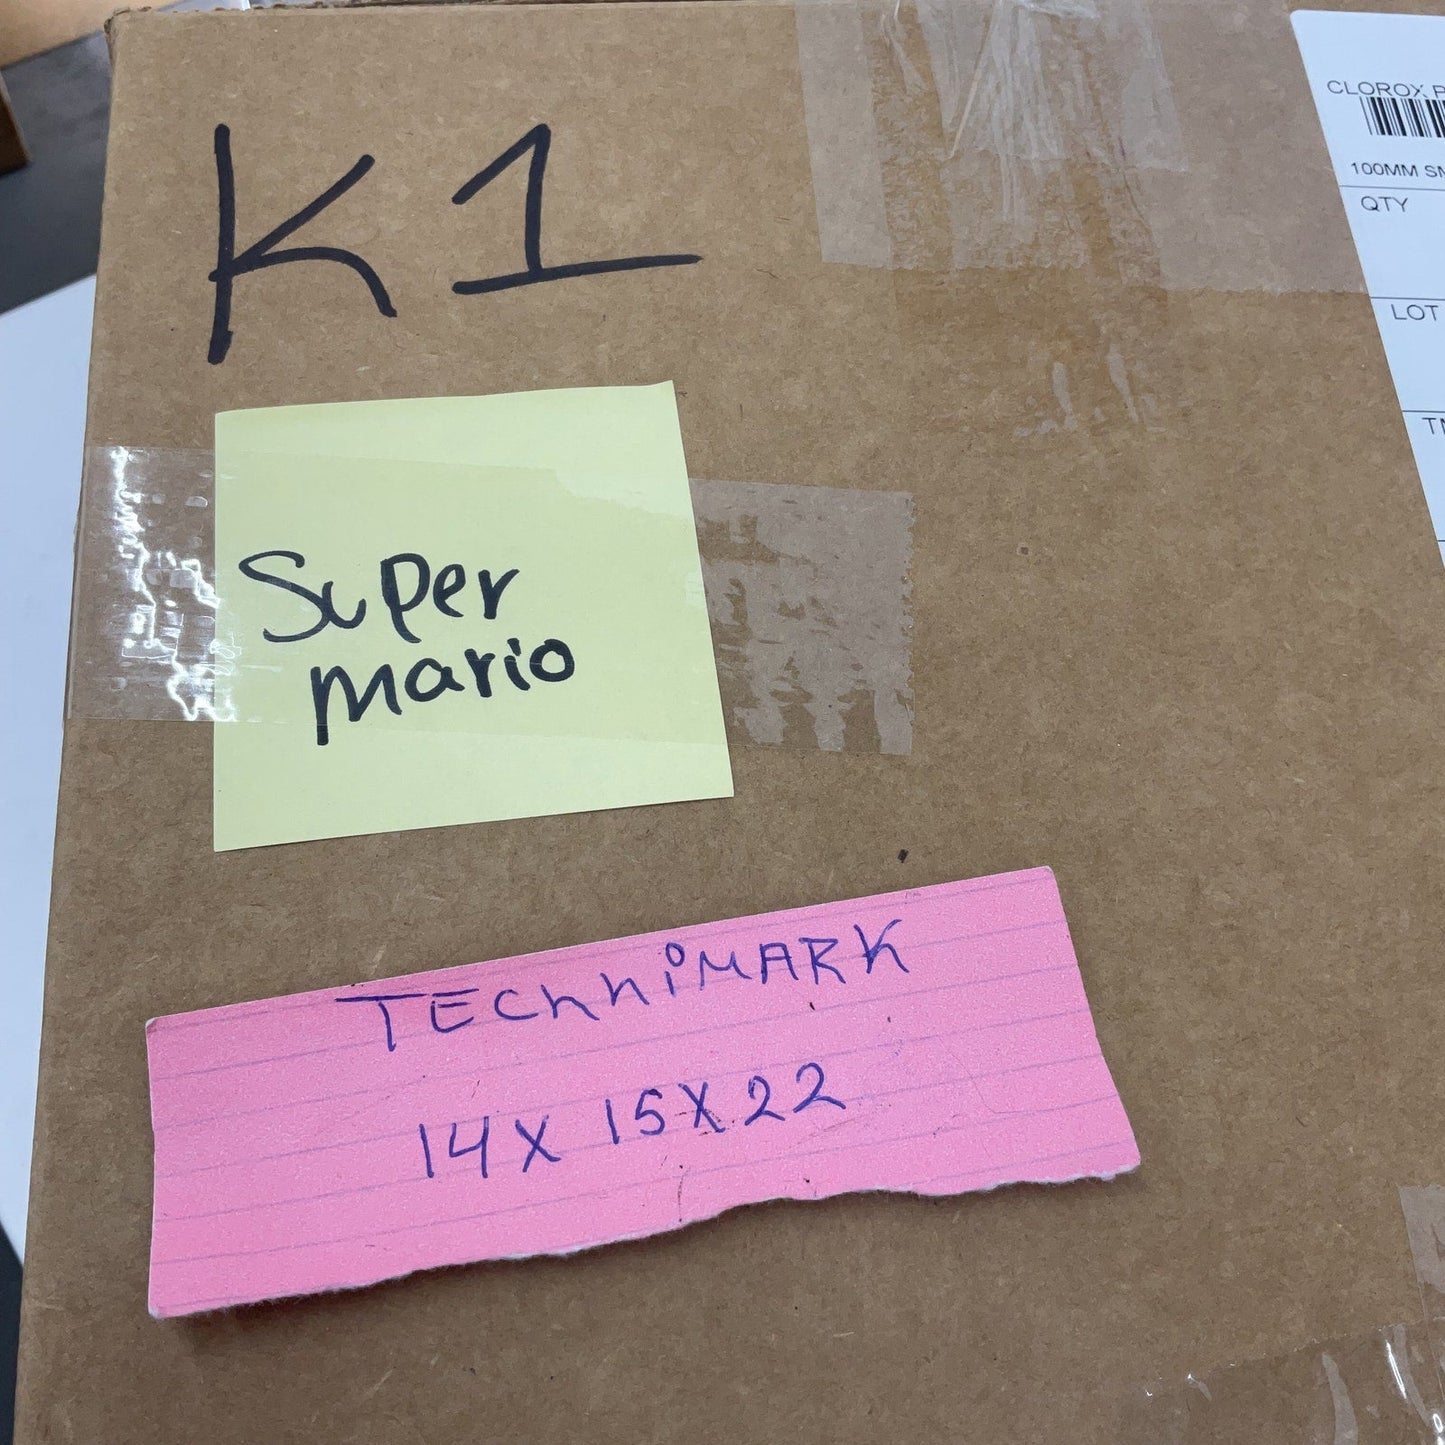 K1
CLOROX P
100MM SM
QTY
LOT
Super
mario
TECHNiMARK
14X 15X22